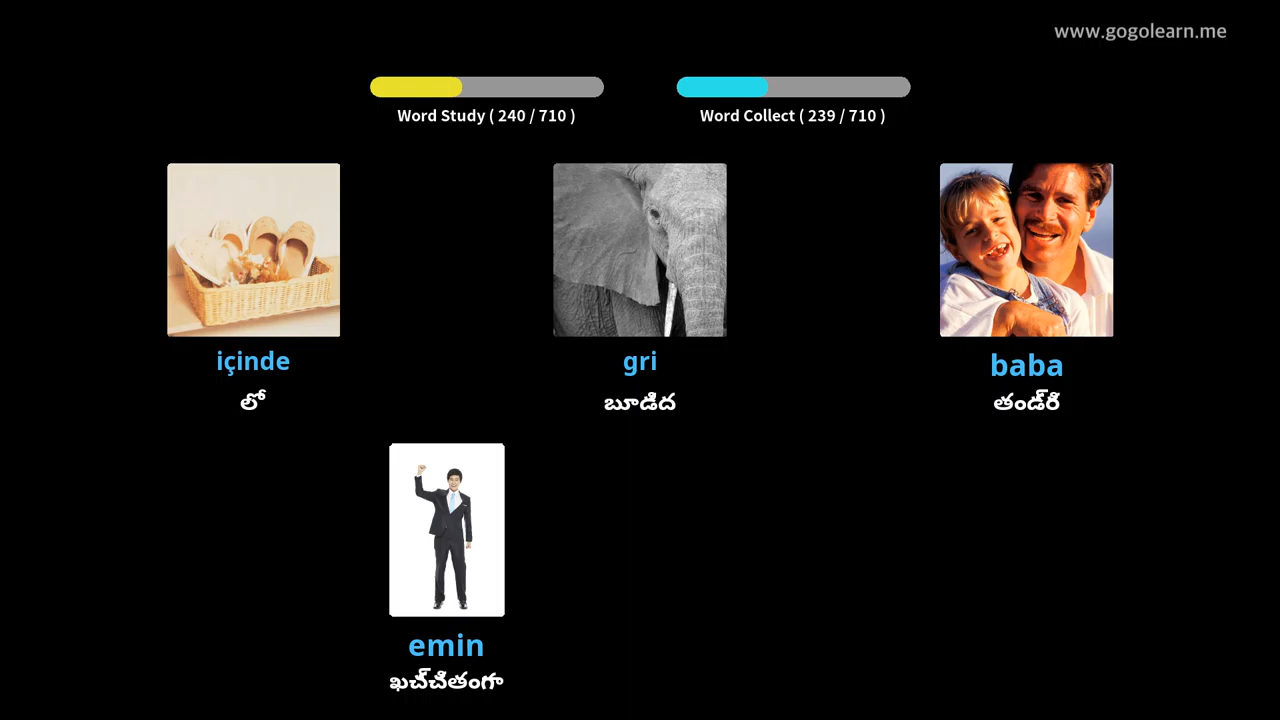 www.gogolearn.me
Word Study ( 240 / 710 )
Word Collect ( 239 / 710 )
içinde
లో
gri
బూడిద
baba
తండ్రి
emin
ఖచ్చితంగా